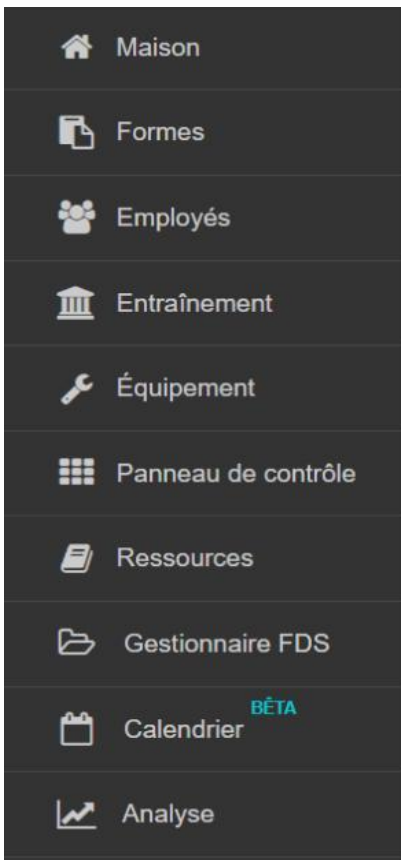 Maison
Formes
Employés
Entraînement
Équipement
Panneau de contrôle
Ressources
Gestionnaire FDS
Calendrier BÊTA
Analyse